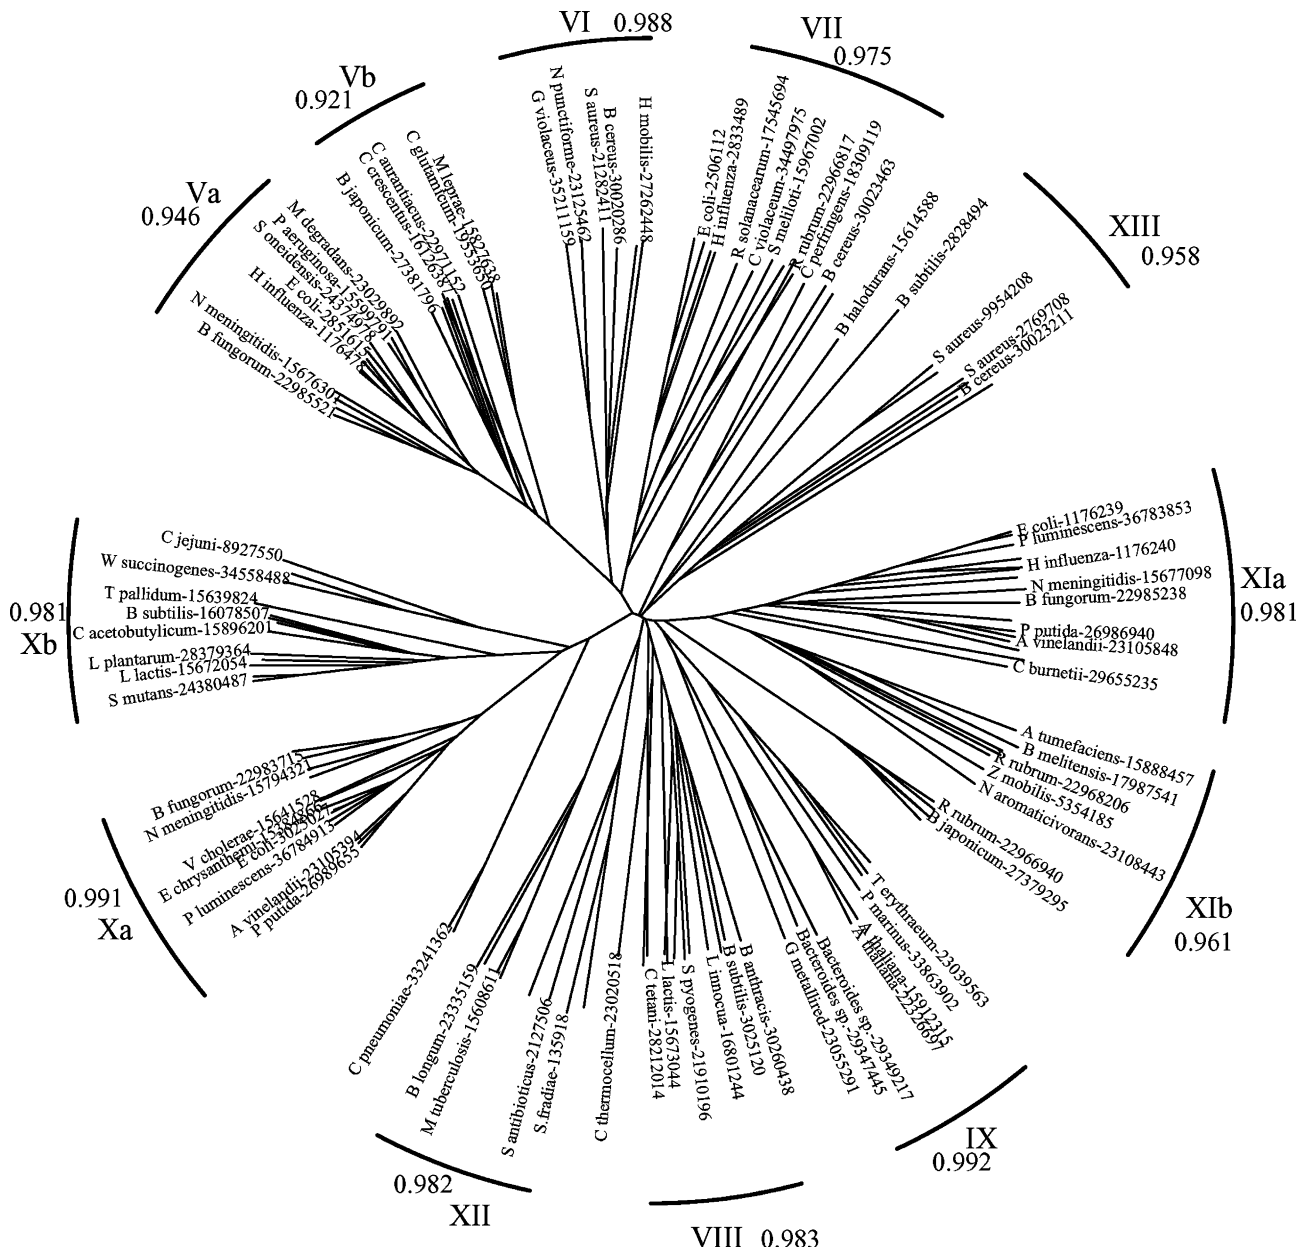 VI 0.988
N punctiforme-23125462
G violaceus-35211159
S aureus-21282411
B cereus-30020286
H mobilis-27262448
VII
0.975
E coli-2506112
H influenza-2833489
R solanacearum-17545694
C violaceum-34497975
S meliloti-15967002
R rubrum-22966817
C perfringens-18309119
B cereus-30023463
B halodurans-15614588
B subtilis-2828494
XIII
0.958
S aureus-9954208
S aureus-2769708
B cereus-30023211
XIa
0.981
E coli-1176239
P luminescens-36783853
H influenza-1176240
N meningitidis-15677098
B fungorum-22985238
P putida-26986940
A vinelandii-23105848
C burnetii-29655235
XIb
0.961
A tumefaciens-15888457
B melitensis-17987541
R rubrum-22968206
Z mobilis-5354185
N aromaticivorans-23108443
R rubrum-22966940
B japonicum-27379295
IX
0.992
T erythraeum-23039563
P marinus-33863902
A thaliana-15912315
A thaliana-22326697
Bacteroides sp.-29349217
Bacteroides sp.-29347445
G metallired-23055291
VIII 0.983
B anthracis-30260438
B subtilis-3025120
L innocua-16801244
S pyogenes-21910196
L lactis-15673044
C tetani-28212014
C thermocellum-23020518
XII
0.982
S.fradiae-135918
S antibioticus-2127506
M tuberculosis-15608611
B longum-23335159
C pneumoniae-33241362
Xa
0.991
P putida-26989655
A vinelandii-23105394
P luminescens-36784913
E coli-3025027
E chrysanthemi-15384866
V cholerae-15641528
N meningitidis-15794321
B fungorum-22983715
0.981
Xb
S mutans-24380487
L lactis-15672054
L plantarum-28379364
C acetobutylicum-15896201
B subtilis-16078507
T pallidum-15639824
W succinogenes-34558488
C jejuni-8927550
Va
0.946
B fungorum-22985521
N meningitidis-15676301
H influenza-1176476
E coli-2851615
S oneidensis-24374978
P aeruginosa-15599791
M degradans-23029892
Vb
0.921
B japonicum-27381796
C crescentus-16126387
C aurantiacus-22971152
C glutamicum-19553650
M leprae-15827638